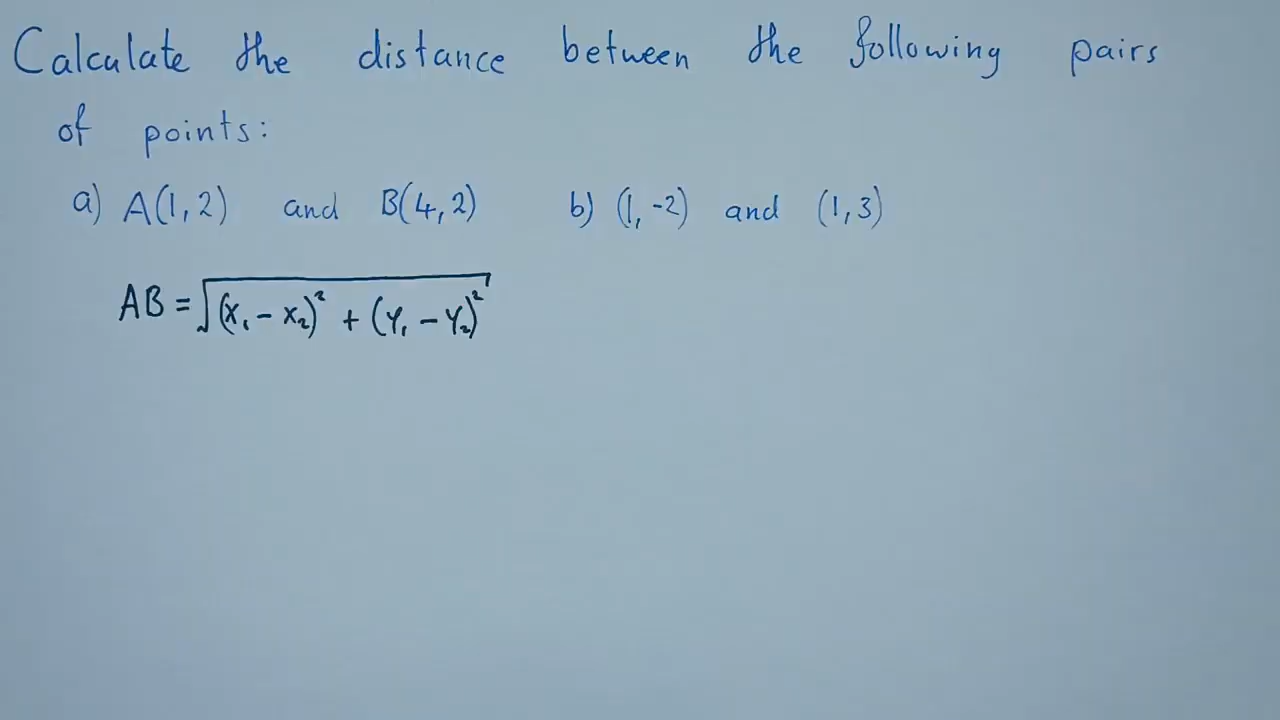 Calculate the distance between the following pairs
of points:
a) A(1,2) and B(4,2) b) (1,-2) and (1,3)
AB = √(x₁ - x₂)² + (y₁ - y₂)²